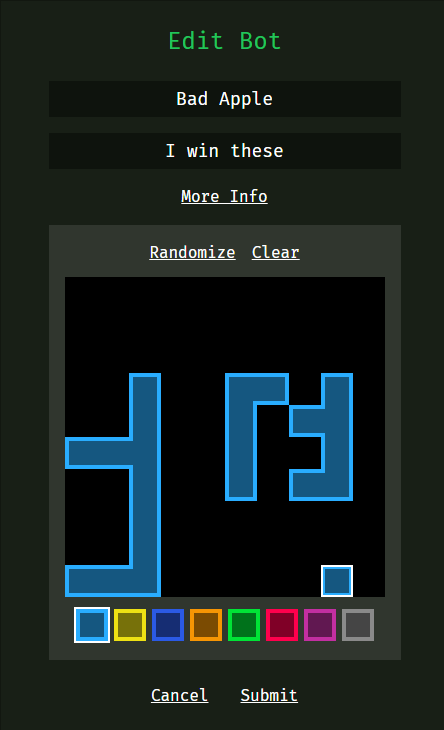 Edit Bot
Bad Apple
I win these
More Info
Randomize Clear
Cancel Submit